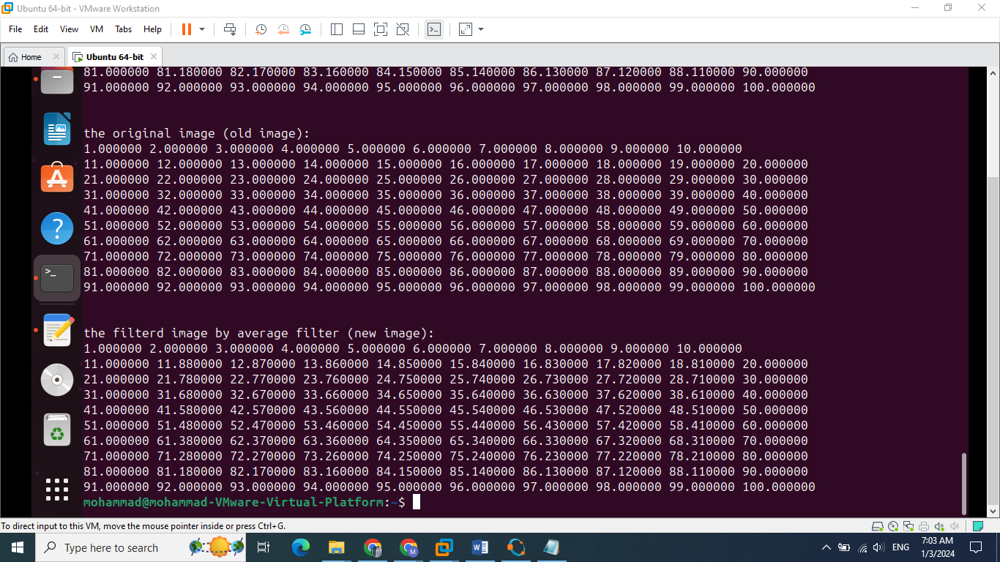 Ubuntu 64-bit - VMware Workstation
File Edit View VM Tabs Help
Home
Ubuntu 64-bit
81.000000 81.180000 82.170000 83.160000 84.150000 85.140000 86.130000 87.120000 88.110000 90.000000
91.000000 92.000000 93.000000 94.000000 95.000000 96.000000 97.000000 98.000000 99.000000 100.000000
the original image (old image):
1.000000 2.000000 3.000000 4.000000 5.000000 6.000000 7.000000 8.000000 9.000000 10.000000
11.000000 12.000000 13.000000 14.000000 15.000000 16.000000 17.000000 18.000000 19.000000 20.000000
21.000000 22.000000 23.000000 24.000000 25.000000 26.000000 27.000000 28.000000 29.000000 30.000000
31.000000 32.000000 33.000000 34.000000 35.000000 36.000000 37.000000 38.000000 39.000000 40.000000
41.000000 42.000000 43.000000 44.000000 45.000000 46.000000 47.000000 48.000000 49.000000 50.000000
51.000000 52.000000 53.000000 54.000000 55.000000 56.000000 57.000000 58.000000 59.000000 60.000000
61.000000 62.000000 63.000000 64.000000 65.000000 66.000000 67.000000 68.000000 69.000000 70.000000
71.000000 72.000000 73.000000 74.000000 75.000000 76.000000 77.000000 78.000000 79.000000 80.000000
81.000000 82.000000 83.000000 84.000000 85.000000 86.000000 87.000000 88.000000 89.000000 90.000000
91.000000 92.000000 93.000000 94.000000 95.000000 96.000000 97.000000 98.000000 99.000000 100.000000
the filterd image by average filter (new image):
1.000000 2.000000 3.000000 4.000000 5.000000 6.000000 7.000000 8.000000 9.000000 10.000000
11.000000 11.880000 12.870000 13.860000 14.850000 15.840000 16.830000 17.820000 18.810000 20.000000
21.000000 21.780000 22.770000 23.760000 24.750000 25.740000 26.730000 27.720000 28.710000 30.000000
31.000000 31.680000 32.670000 33.660000 34.650000 35.640000 36.630000 37.620000 38.610000 40.000000
41.000000 41.580000 42.570000 43.560000 44.550000 45.540000 46.530000 47.520000 48.510000 50.000000
51.000000 51.480000 52.470000 53.460000 54.450000 55.440000 56.430000 57.420000 58.410000 60.000000
61.000000 61.380000 62.370000 63.360000 64.350000 65.340000 66.330000 67.320000 68.310000 70.000000
71.000000 71.280000 72.270000 73.260000 74.250000 75.240000 76.230000 77.220000 78.210000 80.000000
81.000000 81.180000 82.170000 83.160000 84.150000 85.140000 86.130000 87.120000 88.110000 90.000000
91.000000 92.000000 93.000000 94.000000 95.000000 96.000000 97.000000 98.000000 99.000000 100.000000
mohammad@mohammad-VMware-Virtual-Platform:~$
To direct input to this VM, move the mouse pointer inside or press Ctrl+G.
Type here to search
ENG
7:03 AM
1/3/2024